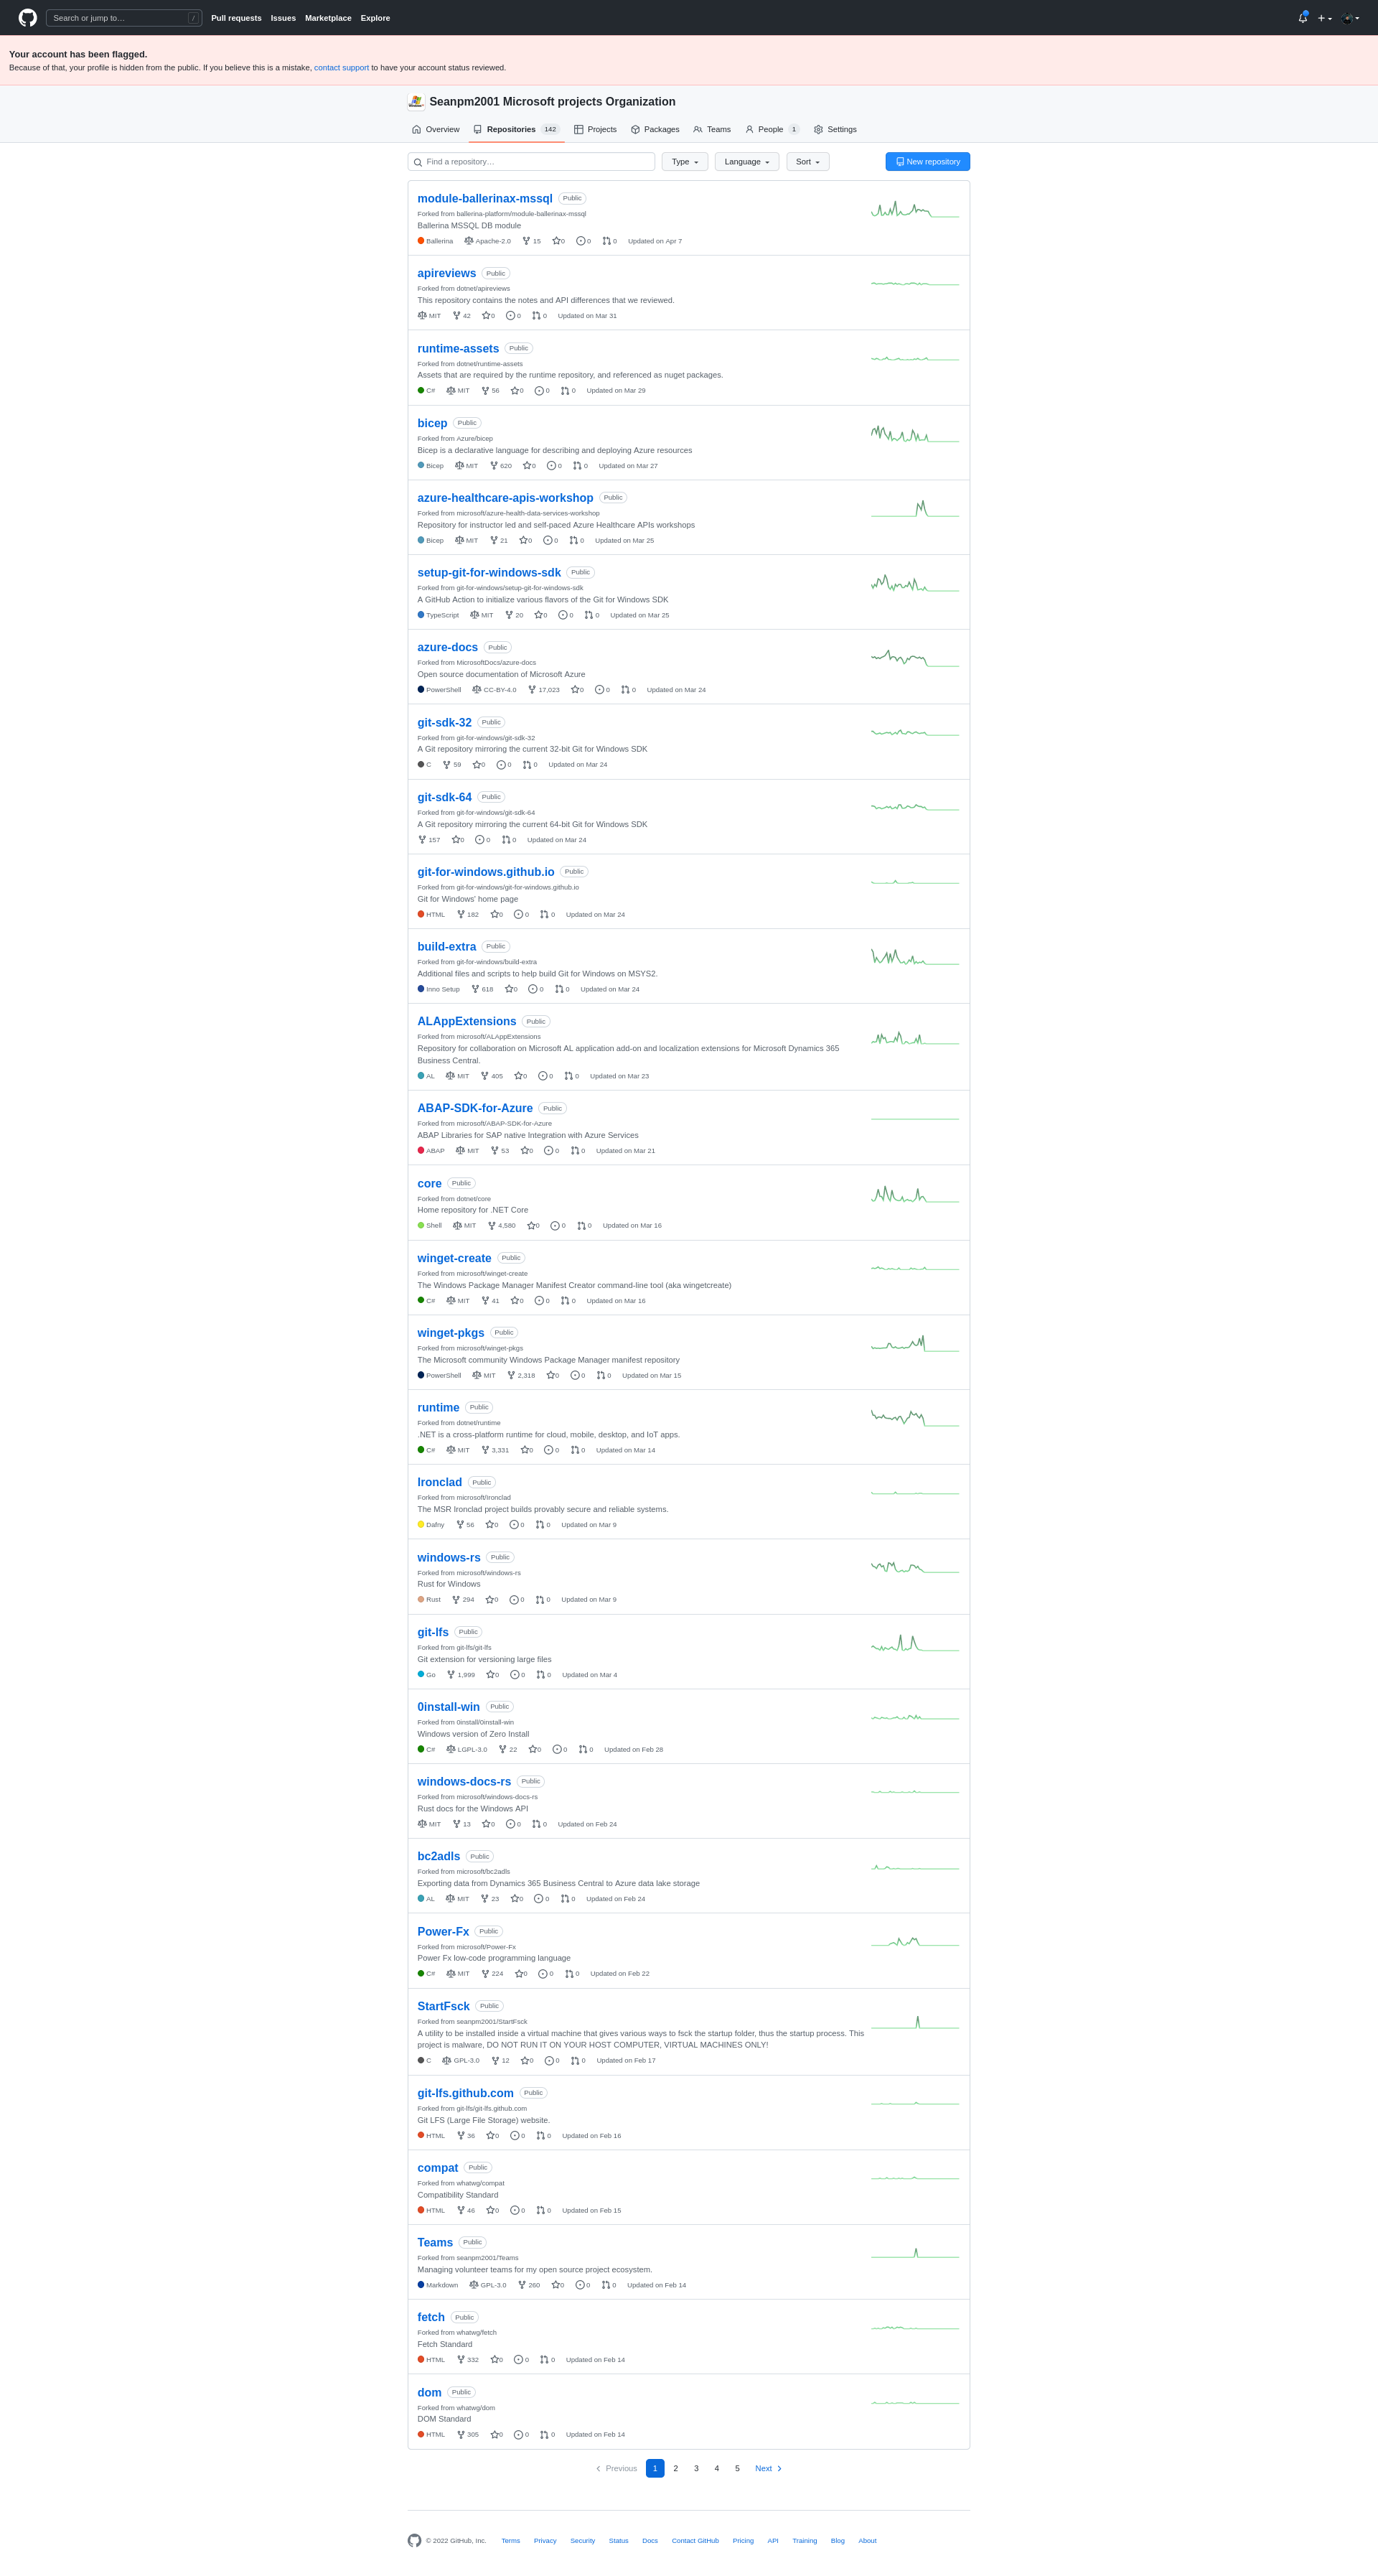 Search or jump to…
/
Pull requests Issues Marketplace Explore
Your account has been flagged.
Because of that, your profile is hidden from the public. If you believe this is a mistake, contact support to have your account status reviewed.
Seanpm2001 Microsoft projects Organization
Overview Repositories 142 Projects Packages Teams People 1 Settings
Find a repository… Type Language Sort New repository
module-ballerinax-mssql Public
Forked from ballerina-platform/module-ballerinax-mssql
Ballerina MSSQL DB module
Ballerina Apache-2.0 15 0 0 0 Updated on Apr 7
apireviews Public
Forked from dotnet/apireviews
This repository contains the notes and API differences that we reviewed.
MIT 42 0 0 0 Updated on Mar 31
runtime-assets Public
Forked from dotnet/runtime-assets
Assets that are required by the runtime repository, and referenced as nuget packages.
C# MIT 56 0 0 0 Updated on Mar 29
bicep Public
Forked from Azure/bicep
Bicep is a declarative language for describing and deploying Azure resources
Bicep MIT 620 0 0 0 Updated on Mar 27
azure-healthcare-apis-workshop Public
Forked from microsoft/azure-health-data-services-workshop
Repository for instructor led and self-paced Azure Healthcare APIs workshops
Bicep MIT 21 0 0 0 Updated on Mar 25
setup-git-for-windows-sdk Public
Forked from git-for-windows/setup-git-for-windows-sdk
A GitHub Action to initialize various flavors of the Git for Windows SDK
TypeScript MIT 20 0 0 0 Updated on Mar 25
azure-docs Public
Forked from MicrosoftDocs/azure-docs
Open source documentation of Microsoft Azure
PowerShell CC-BY-4.0 17,023 0 0 0 Updated on Mar 24
git-sdk-32 Public
Forked from git-for-windows/git-sdk-32
A Git repository mirroring the current 32-bit Git for Windows SDK
C 59 0 0 0 Updated on Mar 24
git-sdk-64 Public
Forked from git-for-windows/git-sdk-64
A Git repository mirroring the current 64-bit Git for Windows SDK
157 0 0 0 Updated on Mar 24
git-for-windows.github.io Public
Forked from git-for-windows/git-for-windows.github.io
Git for Windows' home page
HTML 182 0 0 0 Updated on Mar 24
build-extra Public
Forked from git-for-windows/build-extra
Additional files and scripts to help build Git for Windows on MSYS2.
Inno Setup 618 0 0 0 Updated on Mar 24
ALAppExtensions Public
Forked from microsoft/ALAppExtensions
Repository for collaboration on Microsoft AL application add-on and localization extensions for Microsoft Dynamics 365
Business Central.
AL MIT 405 0 0 0 Updated on Mar 23
ABAP-SDK-for-Azure Public
Forked from microsoft/ABAP-SDK-for-Azure
ABAP Libraries for SAP native Integration with Azure Services
ABAP MIT 53 0 0 0 Updated on Mar 21
core Public
Forked from dotnet/core
Home repository for .NET Core
Shell MIT 4,580 0 0 0 Updated on Mar 16
winget-create Public
Forked from microsoft/winget-create
The Windows Package Manager Manifest Creator command-line tool (aka wingetcreate)
C# MIT 41 0 0 0 Updated on Mar 16
winget-pkgs Public
Forked from microsoft/winget-pkgs
The Microsoft community Windows Package Manager manifest repository
PowerShell MIT 2,318 0 0 0 Updated on Mar 15
runtime Public
Forked from dotnet/runtime
.NET is a cross-platform runtime for cloud, mobile, desktop, and IoT apps.
C# MIT 3,331 0 0 0 Updated on Mar 14
Ironclad Public
Forked from microsoft/Ironclad
The MSR Ironclad project builds provably secure and reliable systems.
Dafny 56 0 0 0 Updated on Mar 9
windows-rs Public
Forked from microsoft/windows-rs
Rust for Windows
Rust 294 0 0 0 Updated on Mar 9
git-lfs Public
Forked from git-lfs/git-lfs
Git extension for versioning large files
Go 1,999 0 0 0 Updated on Mar 4
0install-win Public
Forked from 0install/0install-win
Windows version of Zero Install
C# LGPL-3.0 22 0 0 0 Updated on Feb 28
windows-docs-rs Public
Forked from microsoft/windows-docs-rs
Rust docs for the Windows API
MIT 13 0 0 0 Updated on Feb 24
bc2adls Public
Forked from microsoft/bc2adls
Exporting data from Dynamics 365 Business Central to Azure data lake storage
AL MIT 23 0 0 0 Updated on Feb 24
Power-Fx Public
Forked from microsoft/Power-Fx
Power Fx low-code programming language
C# MIT 224 0 0 0 Updated on Feb 22
StartFsck Public
Forked from seanpm2001/StartFsck
A utility to be installed inside a virtual machine that gives various ways to fsck the startup folder, thus the startup process. This
project is malware, DO NOT RUN IT ON YOUR HOST COMPUTER, VIRTUAL MACHINES ONLY!
C GPL-3.0 12 0 0 0 Updated on Feb 17
git-lfs.github.com Public
Forked from git-lfs/git-lfs.github.com
Git LFS (Large File Storage) website.
HTML 36 0 0 0 Updated on Feb 16
compat Public
Forked from whatwg/compat
Compatibility Standard
HTML 46 0 0 0 Updated on Feb 15
Teams Public
Forked from seanpm2001/Teams
Managing volunteer teams for my open source project ecosystem.
Markdown GPL-3.0 260 0 0 0 Updated on Feb 14
fetch Public
Forked from whatwg/fetch
Fetch Standard
HTML 332 0 0 0 Updated on Feb 14
dom Public
Forked from whatwg/dom
DOM Standard
HTML 305 0 0 0 Updated on Feb 14
Previous 1 2 3 4 5 Next
© 2022 GitHub, Inc. Terms Privacy Security Status Docs Contact GitHub Pricing API Training Blog About